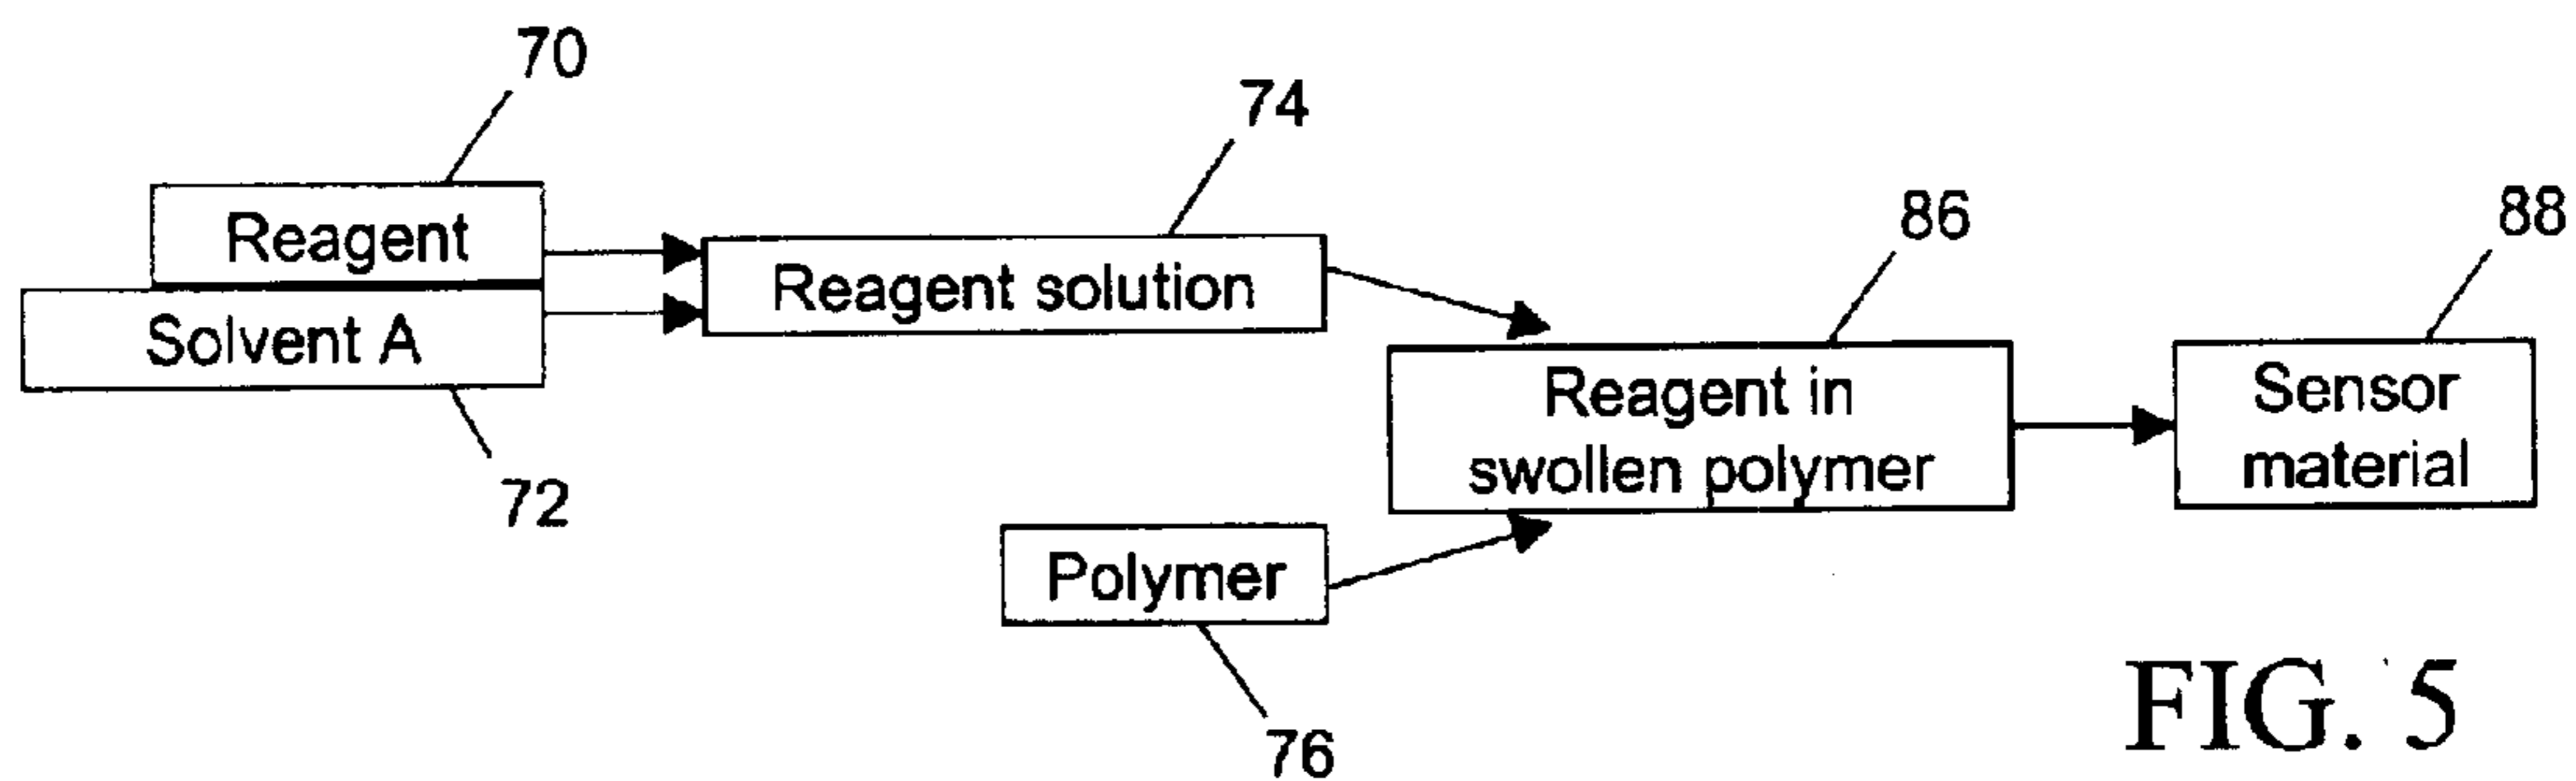 70
74
Reagent
86
88
Reagent solution
Solvent A
Reagent in
swollen polymer
Sensor
material
72
Polymer
76
FIG. 5